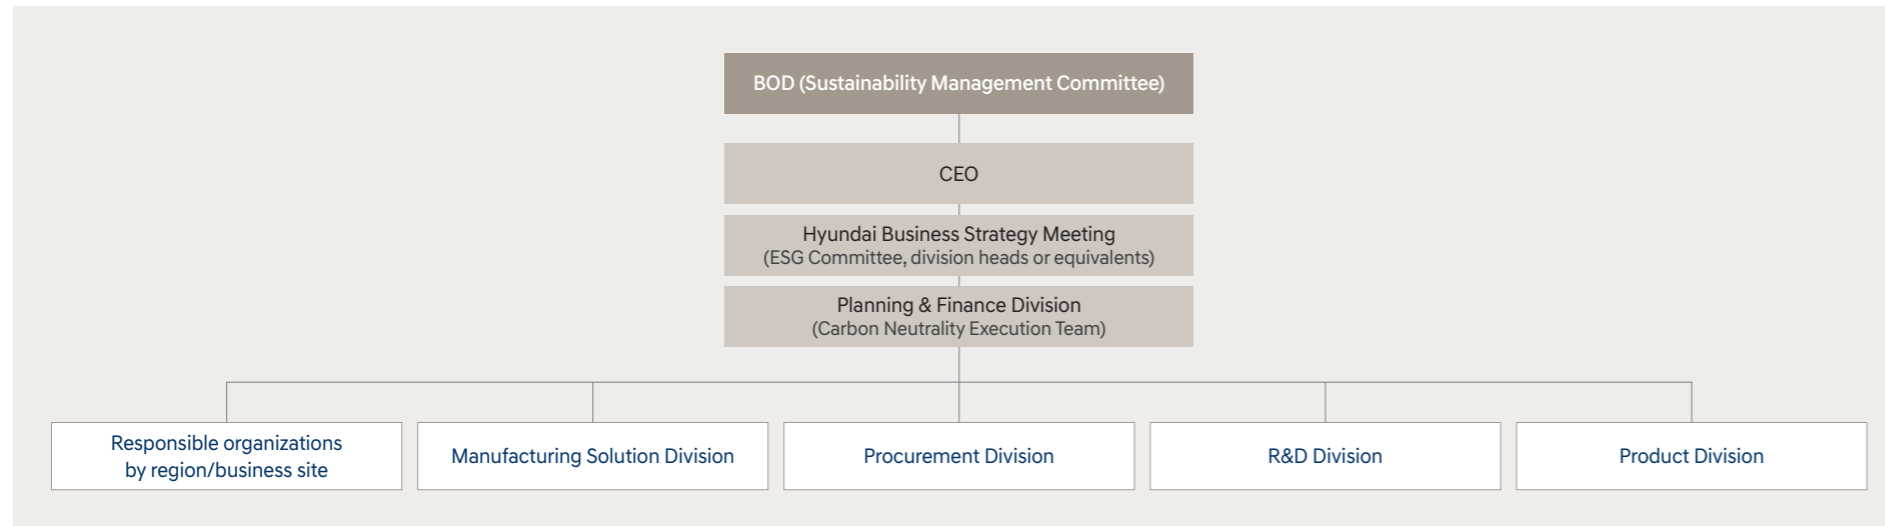 BOD (Sustainability Management Committee)
CEO
Hyundai Business Strategy Meeting
(ESG Committee, division heads or equivalents)
Planning & Finance Division
(Carbon Neutrality Execution Team)
Responsible organizations
by region/business site
Manufacturing Solution Division
Procurement Division
R&D Division
Product Division